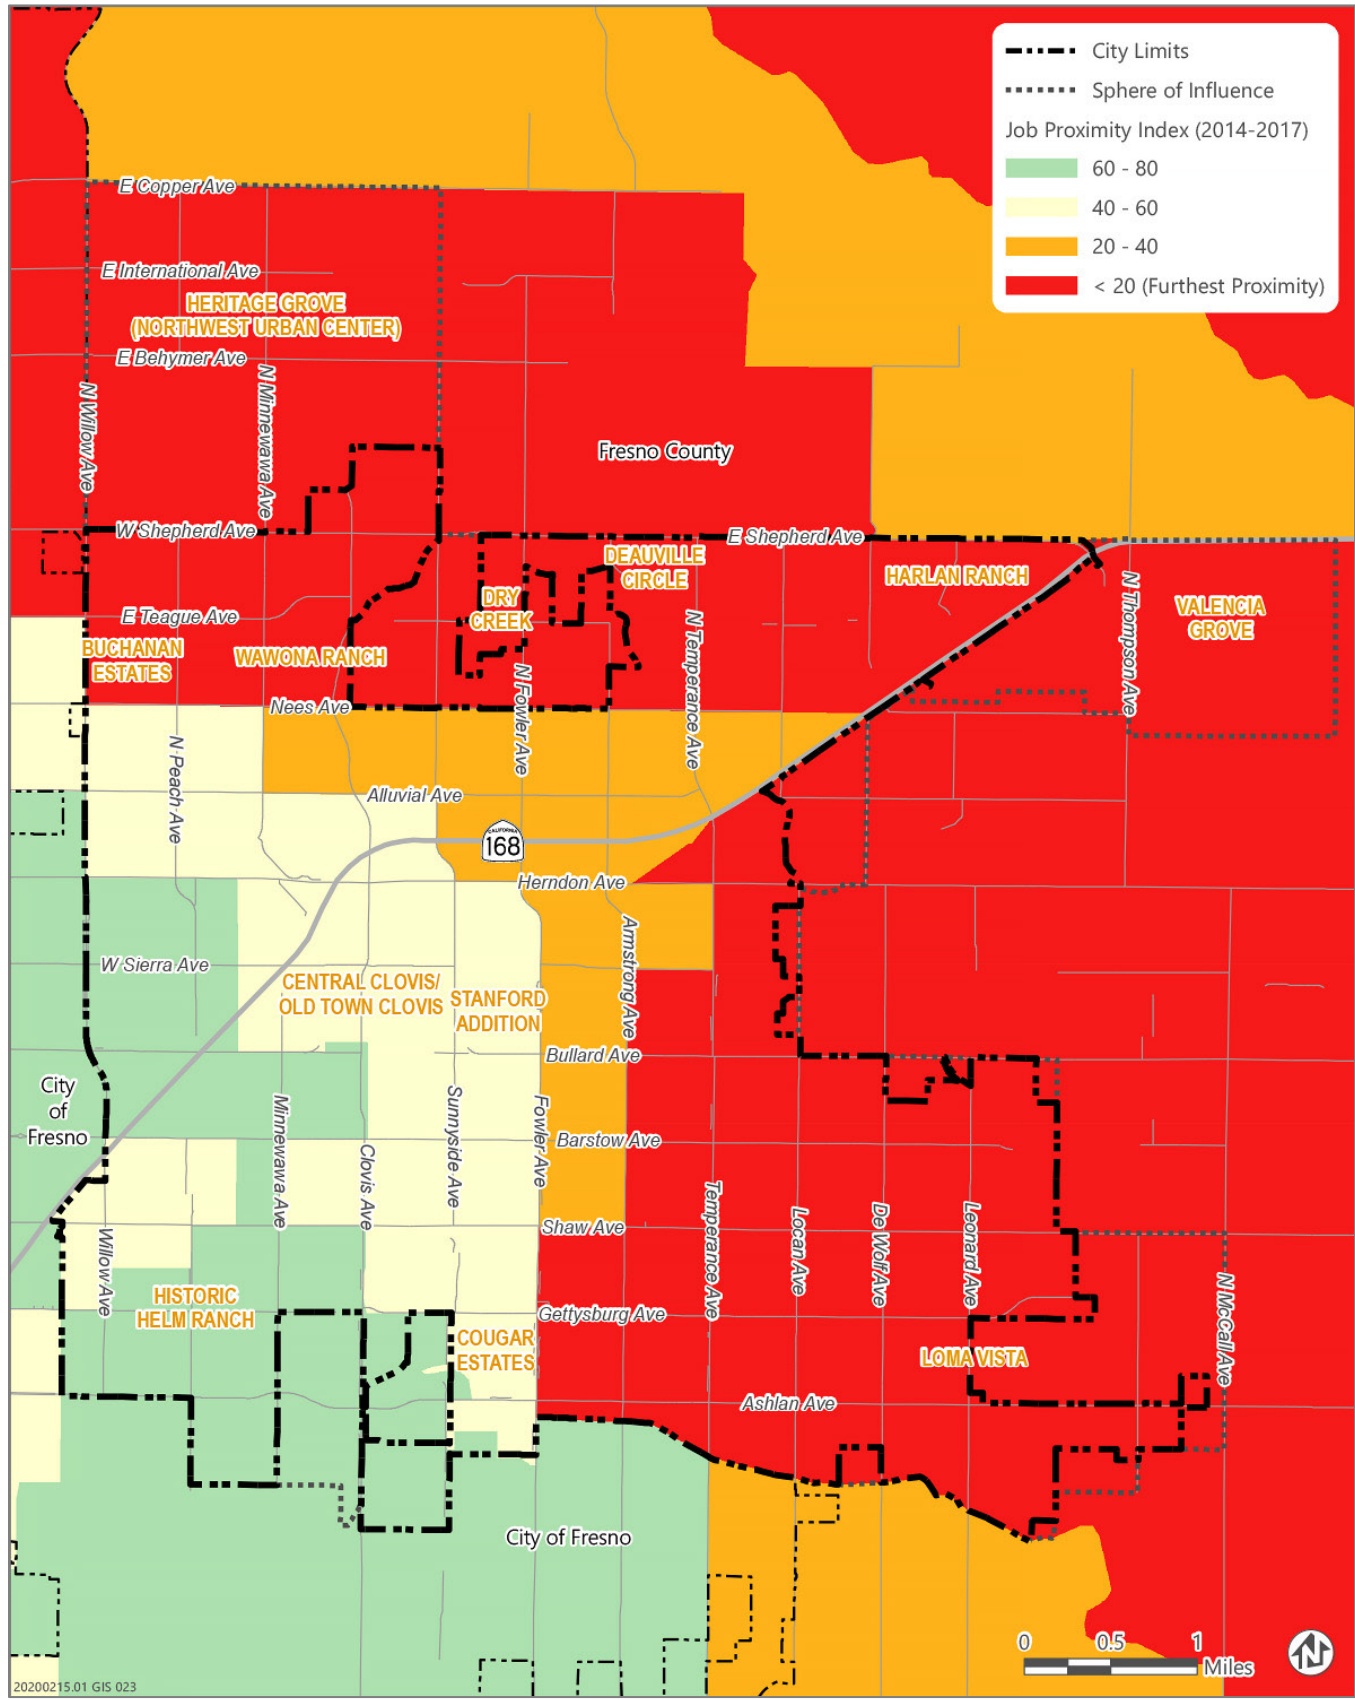 City Limits
Sphere of Influence
Job Proximity Index (2014-2017)
60 - 80
40 - 60
20 - 40
< 20 (Furthest Proximity)
E Copper Ave
E International Ave
HERITAGE GROVE
(NORTHWEST URBAN CENTER)
E Behymer Ave
N Willow Ave
N Minnewawa Ave
Fresno County
W Shepherd Ave
E Shepherd Ave
DEAUVILLE
CIRCLE
HARLAN RANCH
DRY
CREEK
N Thompson Ave
VALENCIA
GROVE
E Teague Ave
BUCHANAN
ESTATES
WAWONA RANCH
N Temperance Ave
N Fowler Ave
Nees Ave
N Peach Ave
Alluvial Ave
CALIFORNIA
168
Herndon Ave
Armstrong Ave
W Sierra Ave
CENTRAL CLOVIS/
OLD TOWN CLOVIS
STANFORD
ADDITION
Bullard Ave
City
of
Fresno
Minnewawa Ave
Clovis Ave
Sunnyside Ave
Fowler Ave
Barstow Ave
Temperance Ave
Locan Ave
De Wolf Ave
Leonard Ave
Shaw Ave
Willow Ave
HISTORIC
HELM RANCH
Gettysburg Ave
N McCall Ave
COUGAR
ESTATES
LOMA VISTA
Ashlan Ave
City of Fresno
0 0.5 1
Miles
N
20200215.01 GIS 023